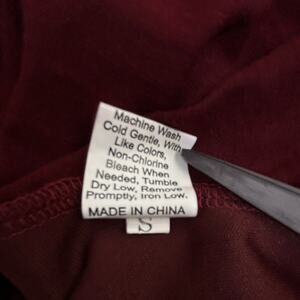 Machine Wash
Cold Gentle, With
Like Colors,
Non-Chlorine
Bleach When
Needed, Tumble
Dry Low, Remove
Promptly, Iron Low.
MADE IN CHINA
S